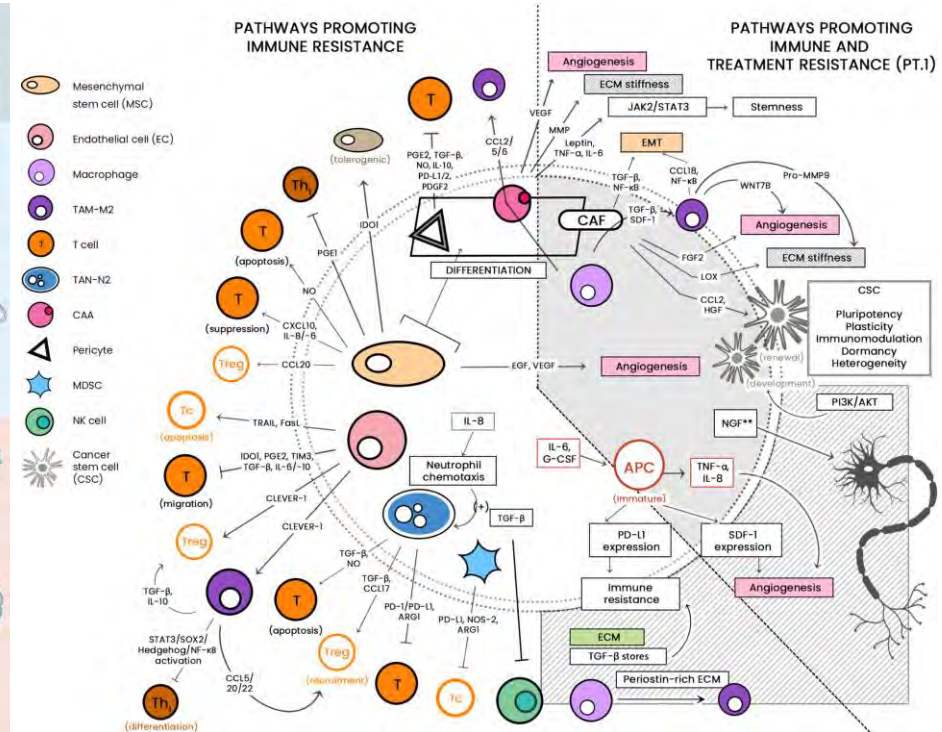 PATHWAYS PROMOTING
IMMUNE RESISTANCE
PATHWAYS PROMOTING
IMMUNE AND
TREATMENT RESISTANCE (PT.1)
Mesenchymal
stem cell (MSC)
Endothelial cell (EC)
Macrophage
TAM-M2
T
T cell
TAN-N2
CAA
Pericyte
MDSC
NK cell
Cancer
stem cell
(CSC)
T
PGE2, TGF-β,
NO, IL-10,
PD-L1/2,
PDGF2
CCL2/
5/6
(tolerogenic)
Th1
T
(apoptosis)
PGE1
IDO1
NO
T
(suppression)
CXCL10,
IL-8/-6
Treg
CCL20
DIFFERENTIATION
EGF, VEGF
Angiogenesis
VEGF
MMP
Angiogenesis
ECM stiffness
Leptin,
TNF-α, IL-6
JAK2/STAT3
Stemness
EMT
TGF-β,
NF-κB
CCL18,
NF-κB
CAF
TGF-β,
SDF-1
WNT7B
Pro-MMP9
FGF2
Angiogenesis
LOX
ECM stiffness
CCL2,
HGF
(renewal)
(development)
CSC
Pluripotency
Plasticity
Immunomodulation
Dormancy
Heterogeneity
PI3K/AKT
NGF**
Tc
(apoptosis)
TRAIL, FasL
T
(migration)
IDO1, PGE2, TIM3,
TGF-β, IL-6/-10
CLEVER-1
CLEVER-1
Treg
TGF-β,
IL-10
STAT3/SOX2/
Hedgehog/NF-κB
activation
Th1
(differentiation)
CCL5/
20/22
IL-8
Neutrophil
chemotaxis
(+)
TGF-β
TGF-β,
NO
T
(apoptosis)
TGF-β,
CCL17
Treg
(recruitment)
PD-1/PD-L1,
ARG1
T
PD-L1, NOS-2,
ARG1
Tc
IL-6,
G-CSF
APC
(immature)
TNF-α,
IL-8
PD-L1
expression
SDF-1
expression
Immune
resistance
Angiogenesis
ECM
TGF-β stores
Periostin-rich ECM